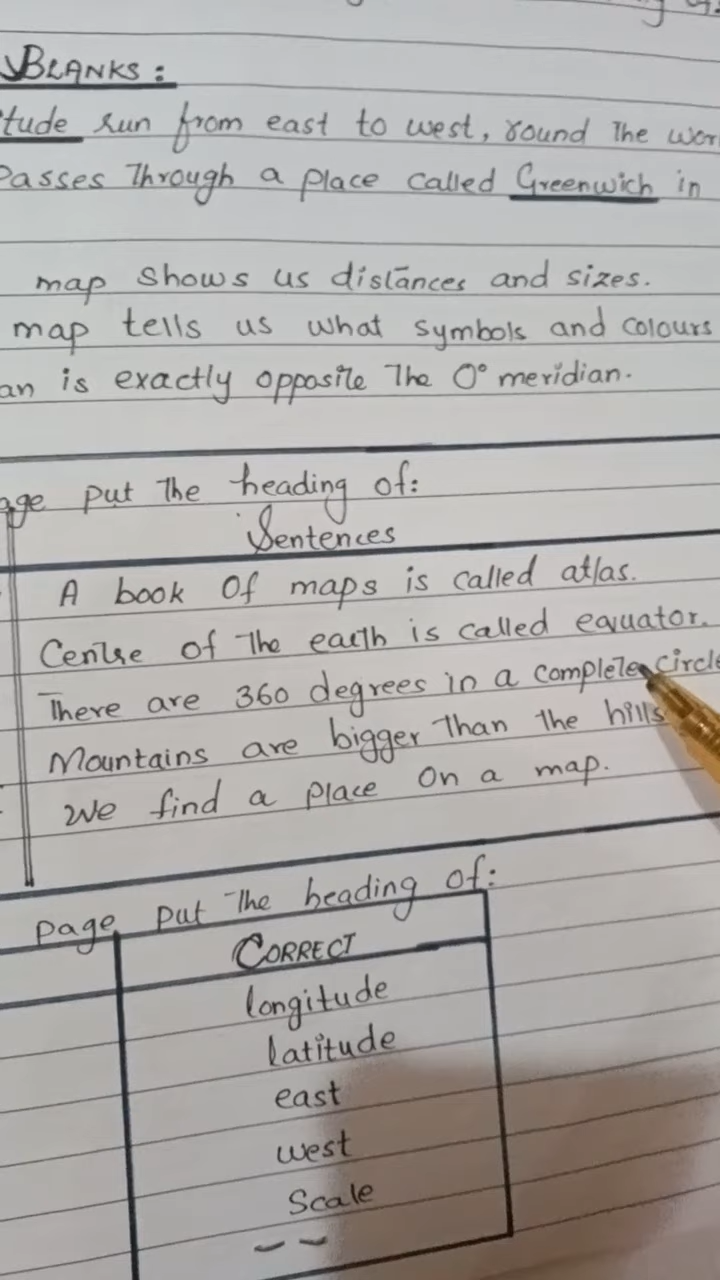 BLANKS:
tude run from east to west, round The wor
Passes Through a place called Greenwich in
map shows us distances and sizes.
map tells us what symbols and colours
an is exactly opposite The 0° meridian.
age put The heading of:
Sentences
A book of maps is called atlas.
Centre of The earth is called equator.
There are 360 degrees in a complete circle
Mountains are bigger Than The hills
We find a place on a map.
page put The heading of:
CORRECT
longitude
latitude
east
west
Scale